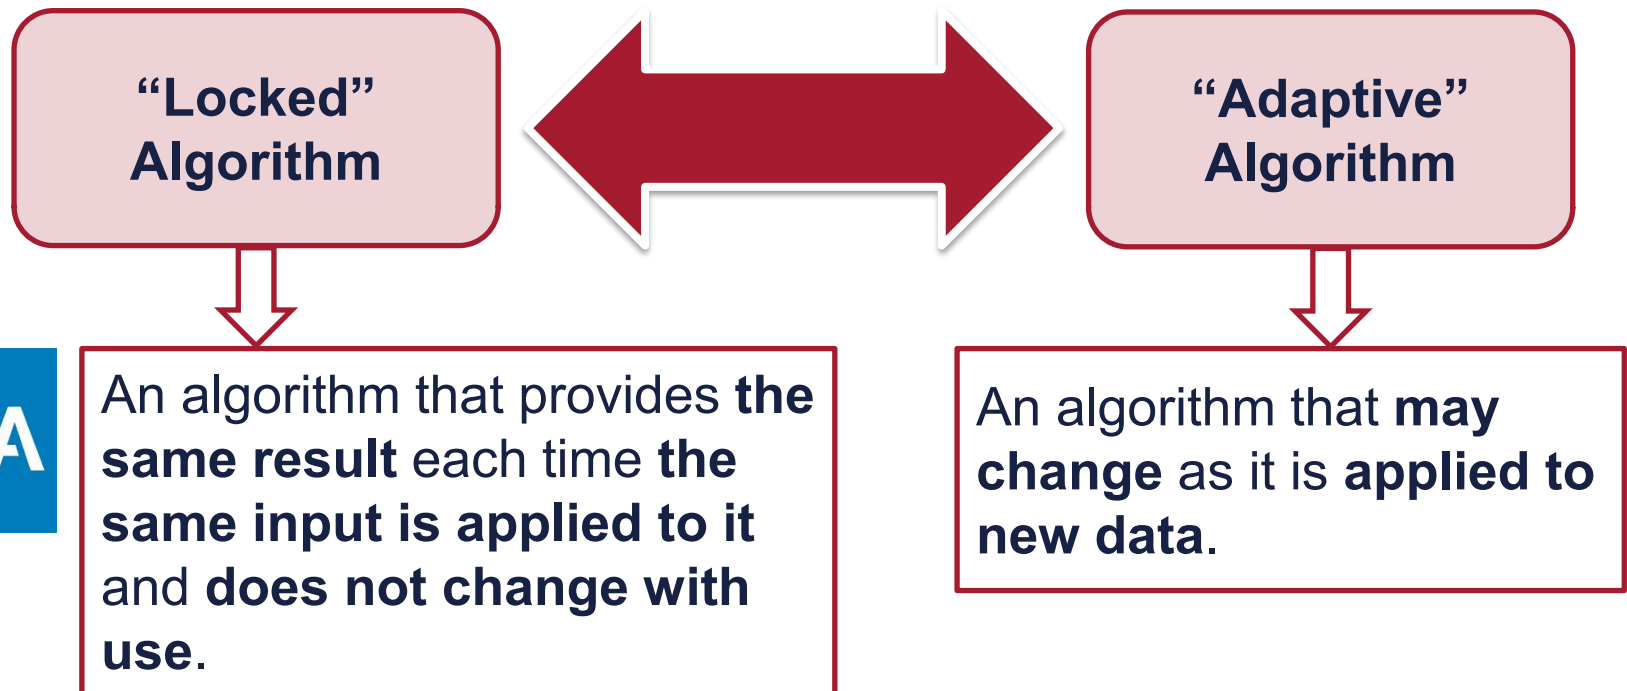 “Locked”
Algorithm
“Adaptive”
Algorithm
A
An algorithm that provides the
same result each time the
same input is applied to it
and does not change with
use.
An algorithm that may
change as it is applied to
new data.